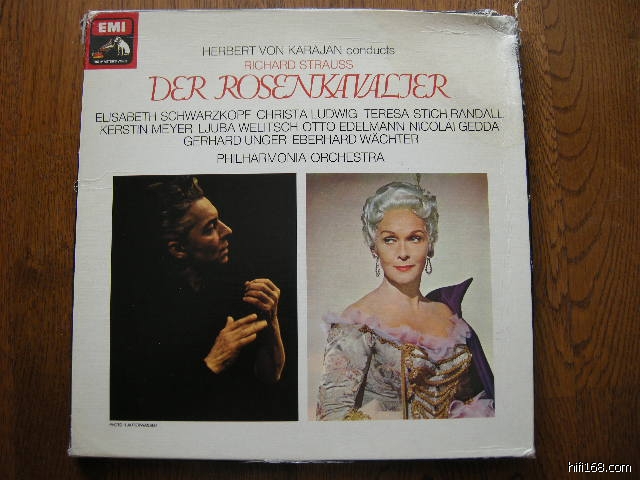 EMI
HERBERT VON KARAJAN conducts
RICHARD STRAUSS
DER ROSENKAVALIER
ELISABETH SCHWARZKOPF CHRISTA LUDWIG TERESA STICH RANDALL
KERSTIN MEYER LJUBA WELITSCH OTTO EDELMANN NICOLAI GEDDA
GERHARD UNGER EBERHARD WÄCHTER
PHILHARMONIA ORCHESTRA
hifi168.com